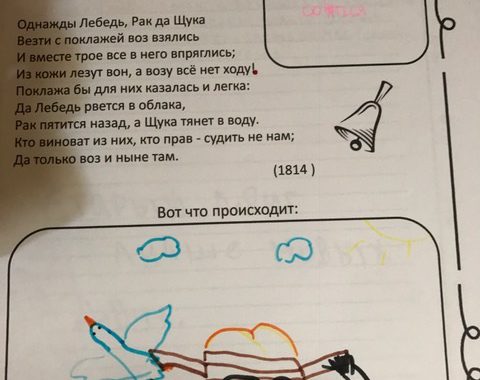 Однажды Лебедь, Рак да Щука
Везти с поклажей воз взялись
И вместе трое все в него впряглись;
Из кожи лезут вон, а возу всё нет ходу!
Поклажа бы для них казалась и легка:
Да Лебедь рвется в облака,
Рак пятится назад, а Щука тянет в воду.
Кто виноват из них, кто прав - судить не нам;
Да только воз и ныне там.
(1814 )
Вот что происходит: